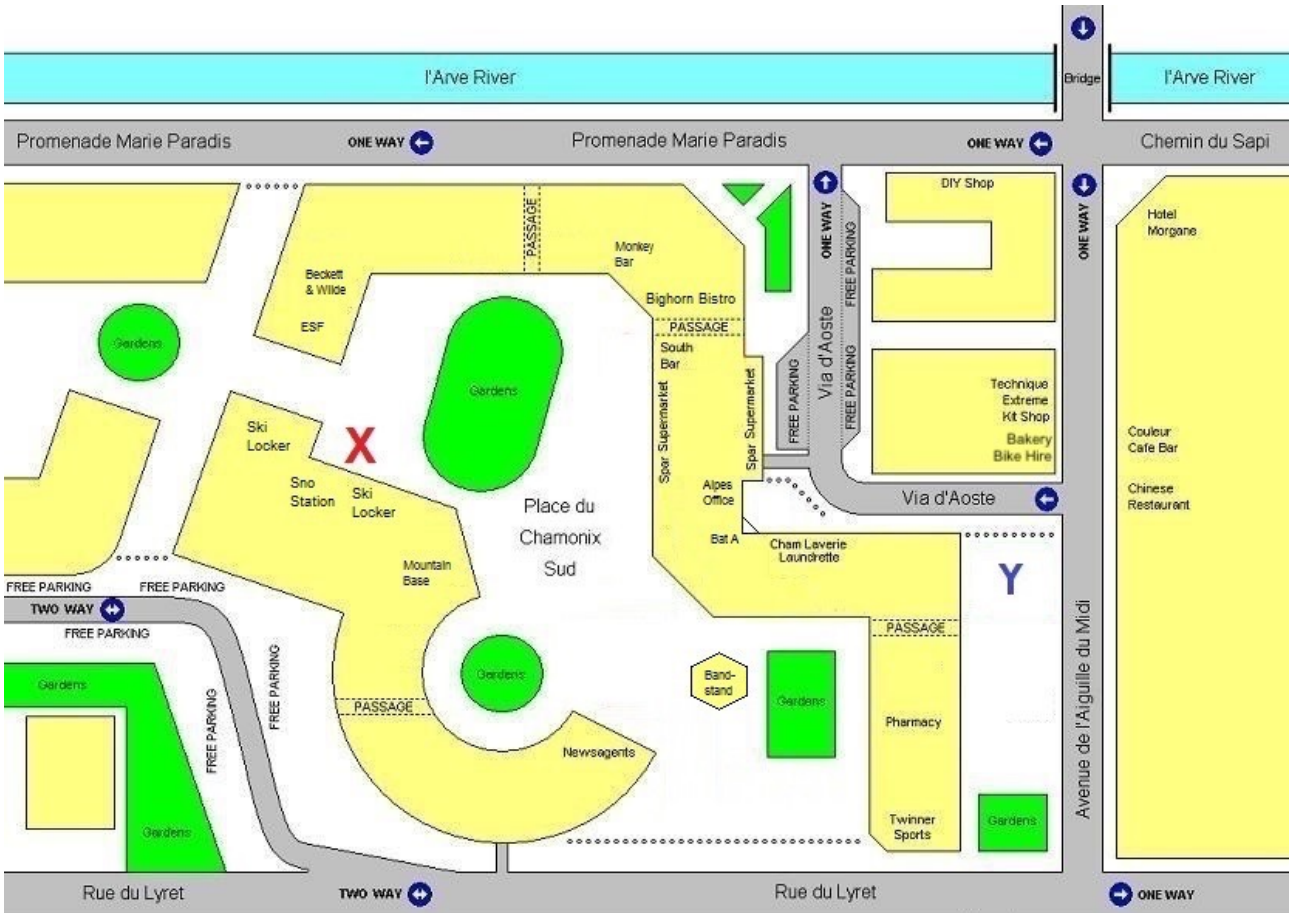 l'Arve River
Bridge
l'Arve River
Promenade Marie Paradis
ONE WAY
Promenade Marie Paradis
ONE WAY
Chemin du Sapi
DIY Shop
PASSAGE
ONE WAY
ONE WAY
Hotel
Morgane
Monkey
Bar
FREE PARKING
Beckett
& Wilde
Bighorn Bistro
ESF
PASSAGE
Gardens
South
Bar
Via d'Aoste
FREE PARKING
FREE PARKING
Gardens
Spar Supermarket
Spar Supermarket
Technique
Extreme
Kit Shop
Bakery
Bike Hire
Ski
Locker
X
Couleur
Cafe Bar
Sno
Station
Ski
Locker
Alpes
Office
Via d'Aoste
Chinese
Restaurant
Place du
Chamonix
Sud
Bat A
Cham Laverie
Laundrette
Mountain
Base
Y
FREE PARKING
FREE PARKING
TWO WAY
FREE PARKING
PASSAGE
Avenue de l'Aiguille du Midi
Gardens
Gardens
Band-
stand
Gardens
FREE PARKING
FREE PARKING
PASSAGE
Pharmacy
Newsagents
Gardens
Twinner
Sports
Gardens
Rue du Lyret
TWO WAY
Rue du Lyret
ONE WAY